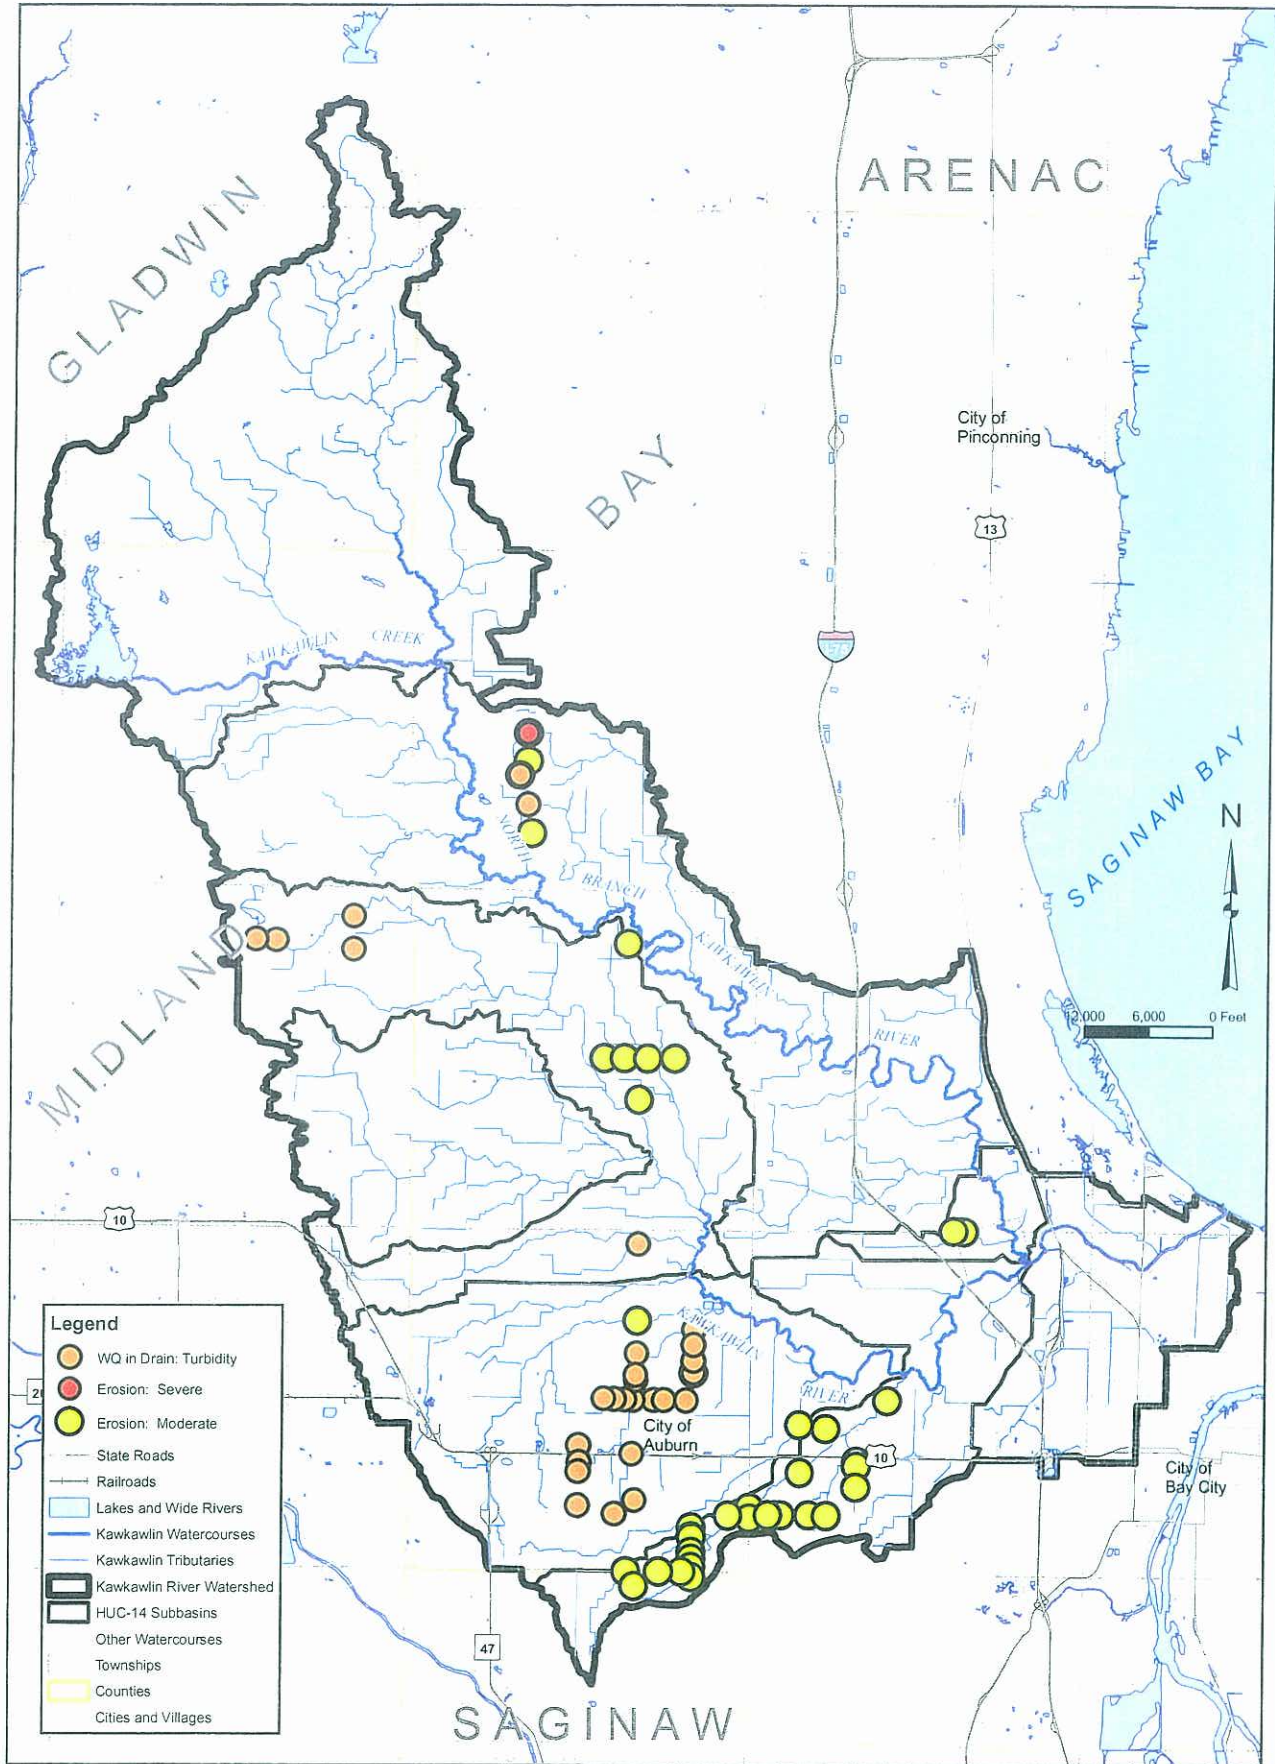 ARENAC
GLADWIN
City of
Pinconning
BAY
13
KAWKAWLIN CREEK
SAGINAW BAY
N
NORTH
BRANCH
KAWKAWLIN
RIVER
MIDLAND
12,000 6,000 0 Feet
10
KAWKAWLIN
RIVER
City of
Auburn
10
City of
Bay City
47
SAGINAW
Legend
WQ in Drain: Turbidity
Erosion: Severe
Erosion: Moderate
State Roads
Railroads
Lakes and Wide Rivers
Kawkawlin Watercourses
Kawkawlin Tributaries
Kawkawlin River Watershed
HUC-14 Subbasins
Other Watercourses
Townships
Counties
Cities and Villages